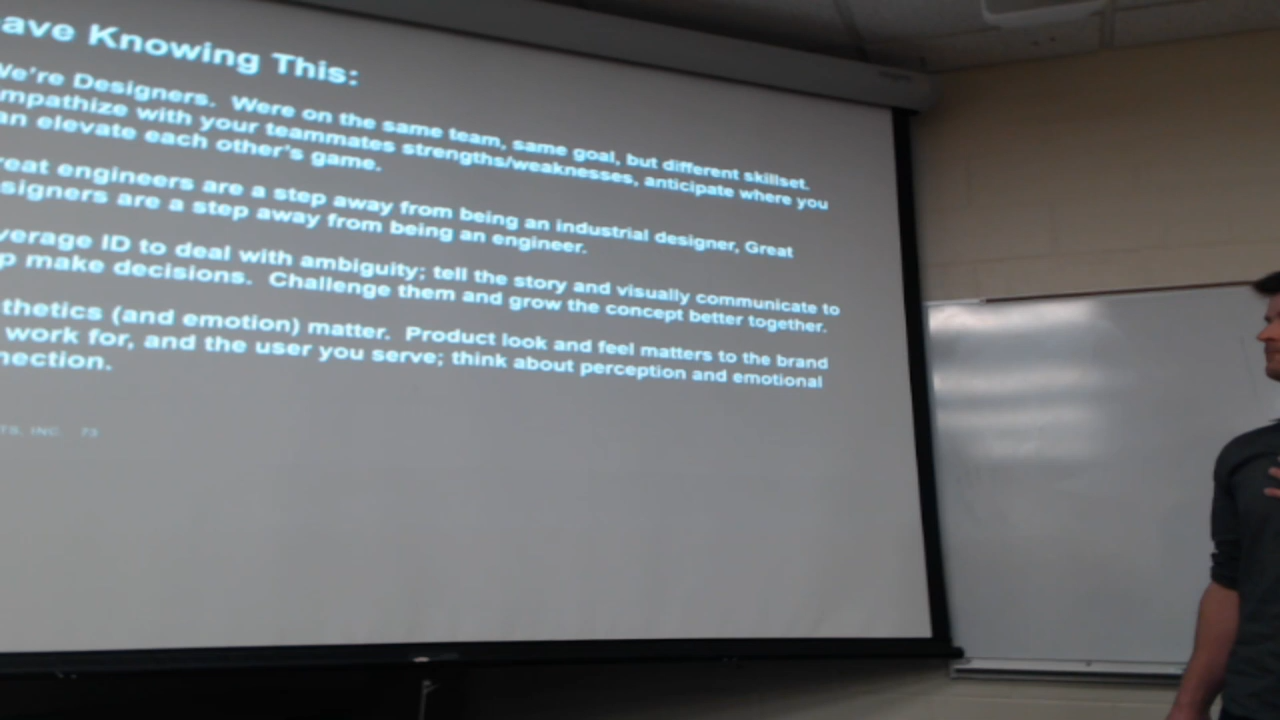 ave Knowing This:
We're Designers. Were on the same team, same goal, but different skillset.
mpathize with your teammates strengths/weaknesses, anticipate where you
an elevate each other's game.
reat engineers are a step away from being an industrial designer, Great
signers are a step away from being an engineer.
verage ID to deal with ambiguity; tell the story and visually communicate to
p make decisions. Challenge them and grow the concept better together.
thetics (and emotion) matter. Product look and feel matters to the brand
work for, and the user you serve; think about perception and emotional
nection.
TS, INC 73